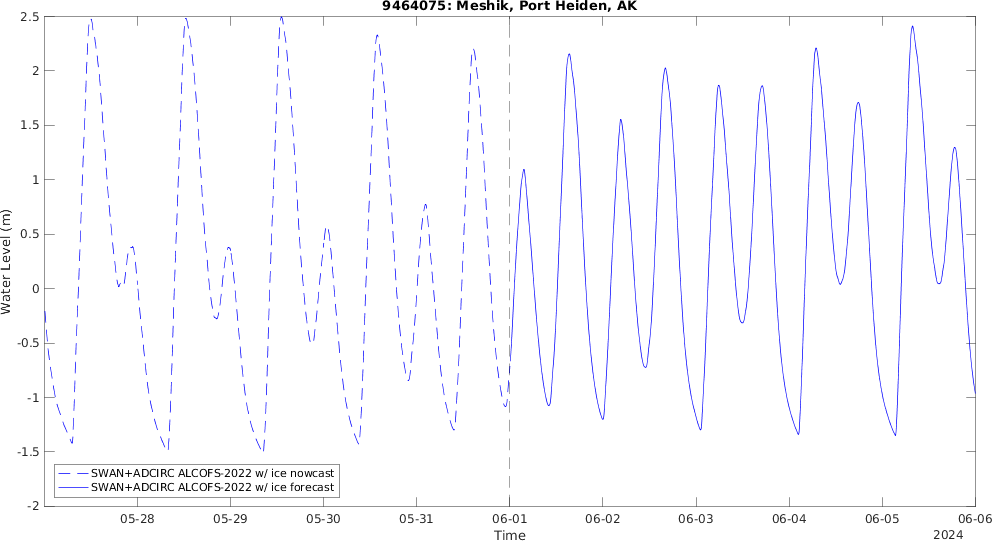 9464075: Meshik, Port Heiden, AK
Water Level (m)
2.5
2
1.5
1
0.5
0
-0.5
-1
-1.5
-2
SWAN+ADCIRC ALCOFS-2022 w/ ice nowcast
SWAN+ADCIRC ALCOFS-2022 w/ ice forecast
05-28 05-29 05-30 05-31 06-01 06-02 06-03 06-04 06-05 06-06
Time
2024